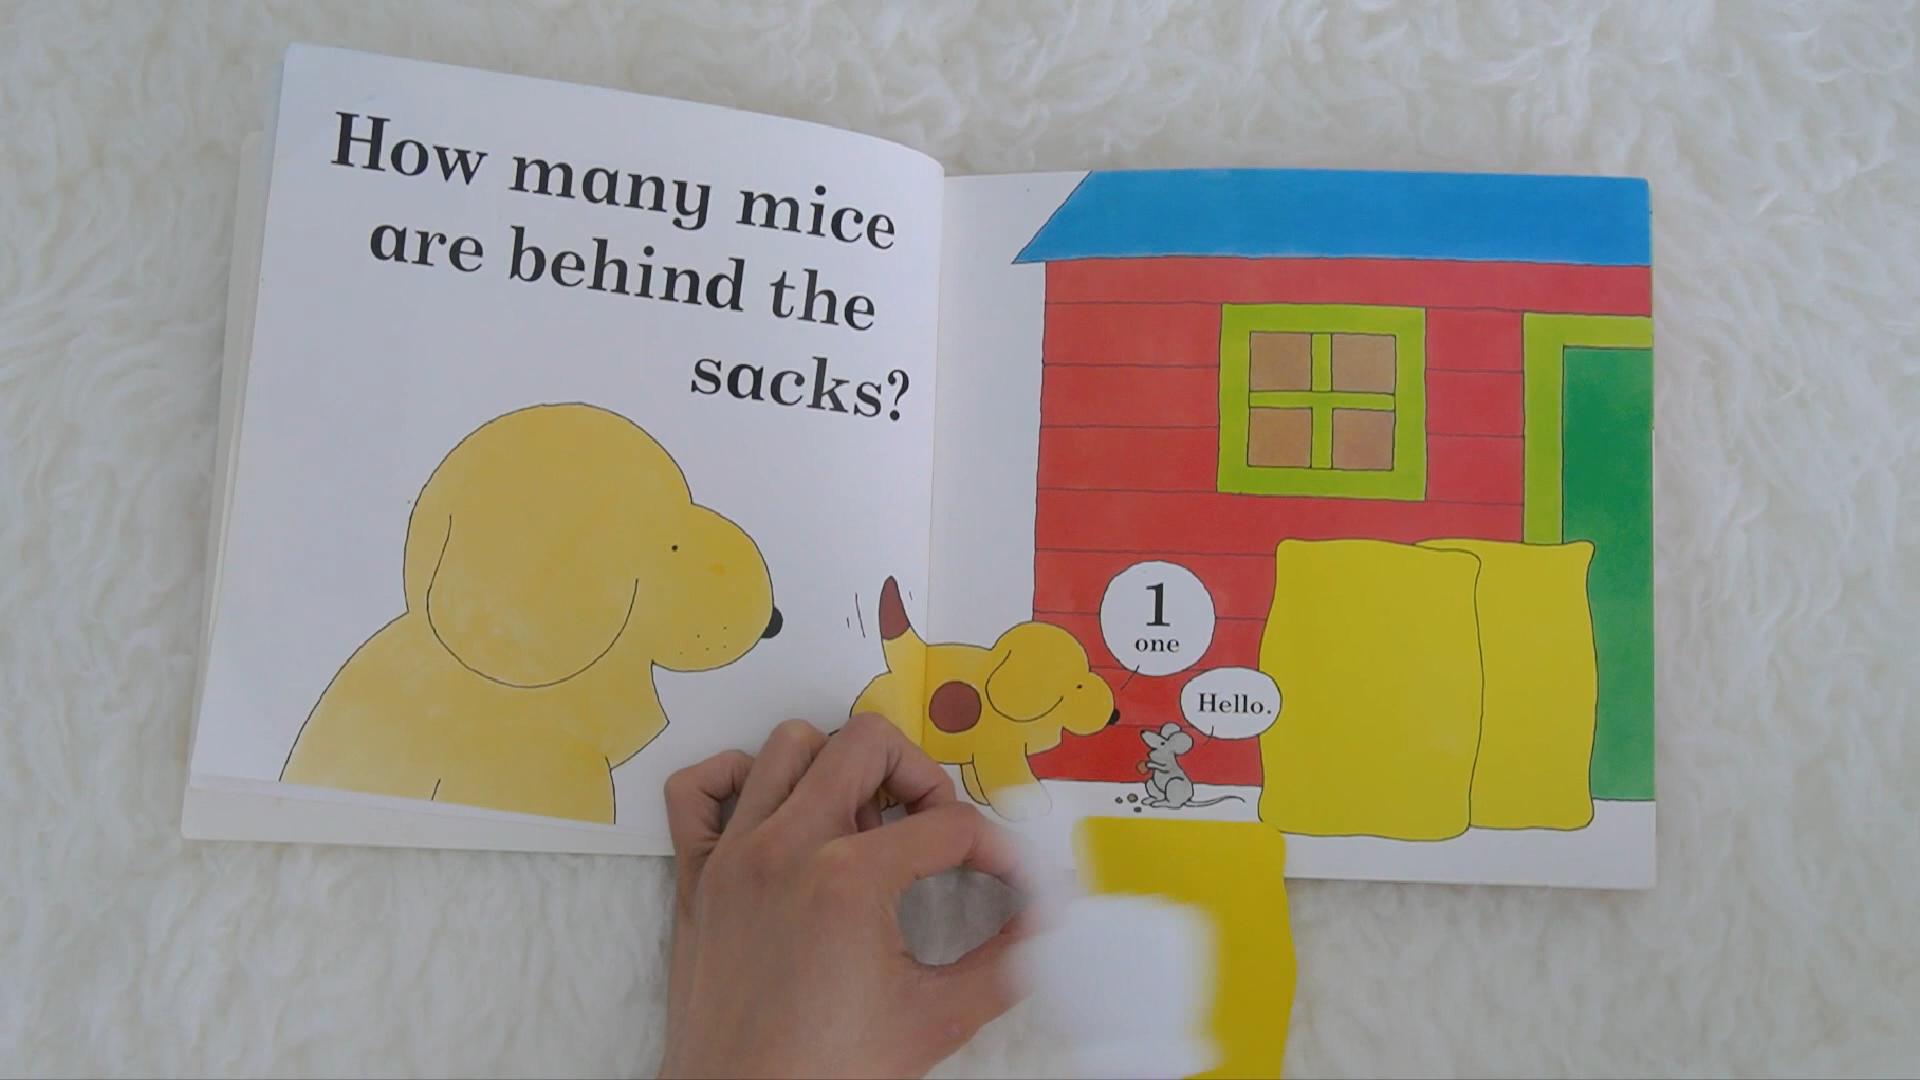 How many mice
are behind the
sacks?
1
one
Hello.